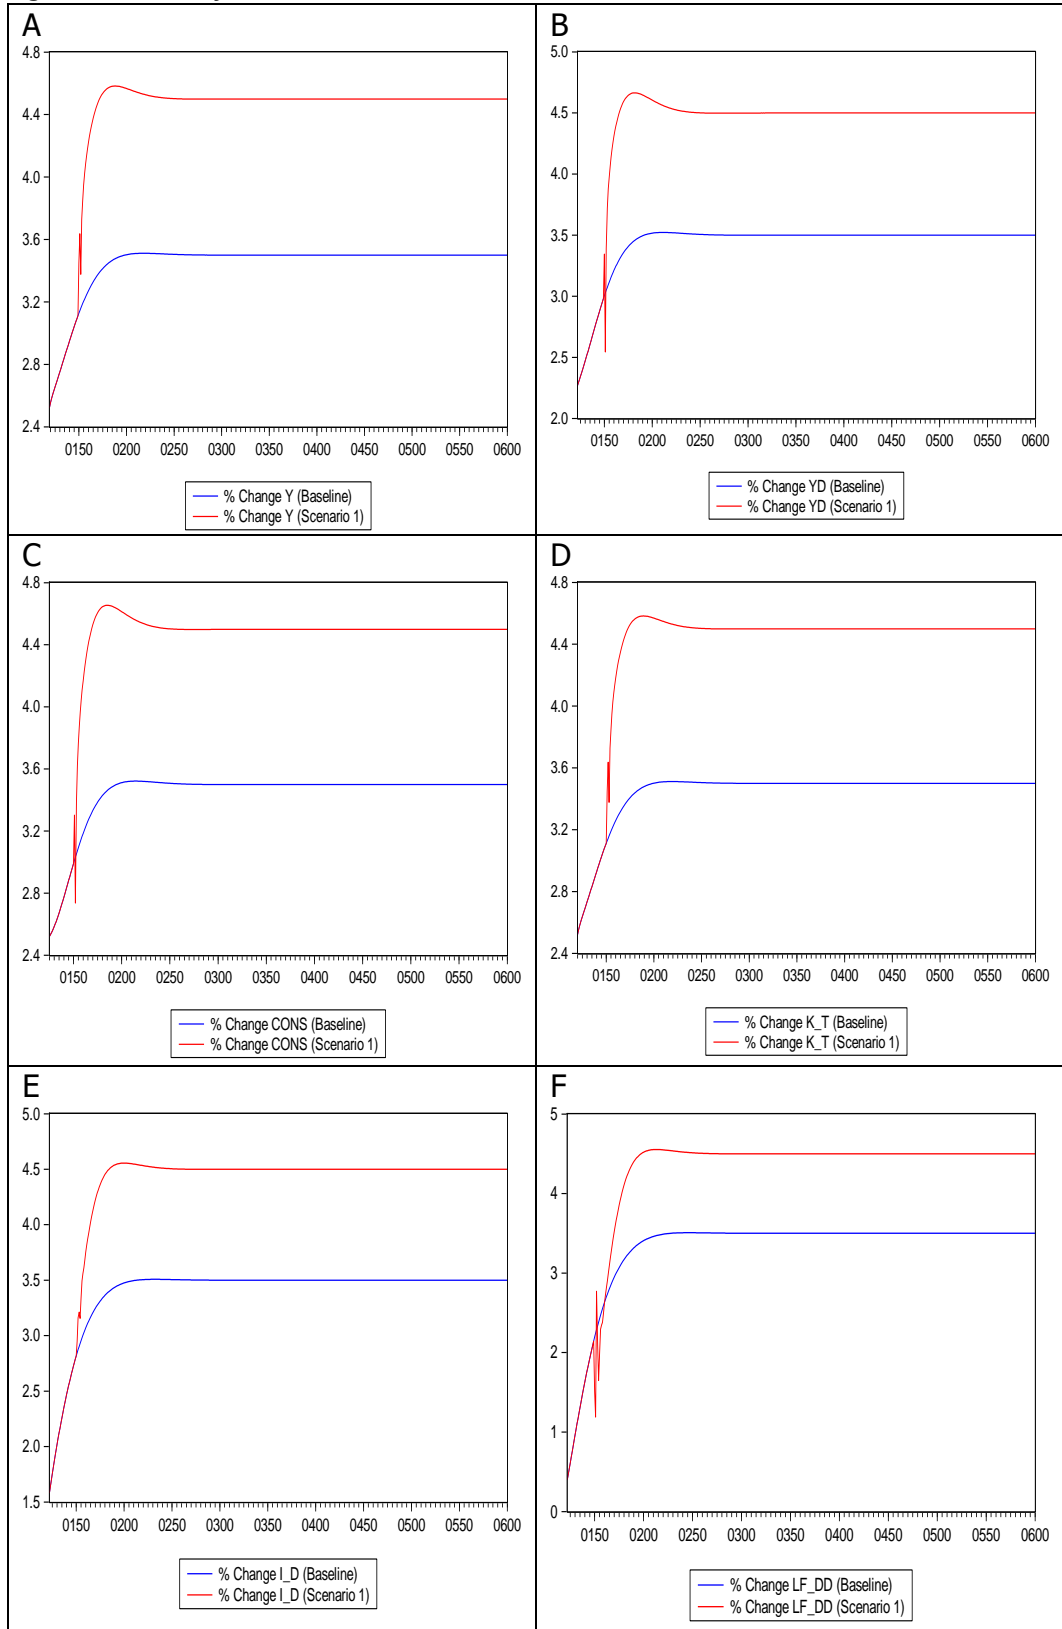 A
4.8
4.4
4.0
3.6
3.2
2.8
2.4
0150 0200 0250 0300 0350 0400 0450 0500 0550 0600
% Change Y (Baseline)
% Change Y (Scenario 1)
B
5.0
4.5
4.0
3.5
3.0
2.5
2.0
0150 0200 0250 0300 0350 0400 0450 0500 0550 0600
% Change YD (Baseline)
% Change YD (Scenario 1)
C
4.8
4.4
4.0
3.6
3.2
2.8
2.4
0150 0200 0250 0300 0350 0400 0450 0500 0550 0600
% Change CONS (Baseline)
% Change CONS (Scenario 1)
D
4.8
4.4
4.0
3.6
3.2
2.8
2.4
0150 0200 0250 0300 0350 0400 0450 0500 0550 0600
% Change K_T (Baseline)
% Change K_T (Scenario 1)
E
5.0
4.5
4.0
3.5
3.0
2.5
2.0
1.5
0150 0200 0250 0300 0350 0400 0450 0500 0550 0600
% Change I_D (Baseline)
% Change I_D (Scenario 1)
F
5
4
3
2
1
0
0150 0200 0250 0300 0350 0400 0450 0500 0550 0600
% Change LF_DD (Baseline)
% Change LF_DD (Scenario 1)